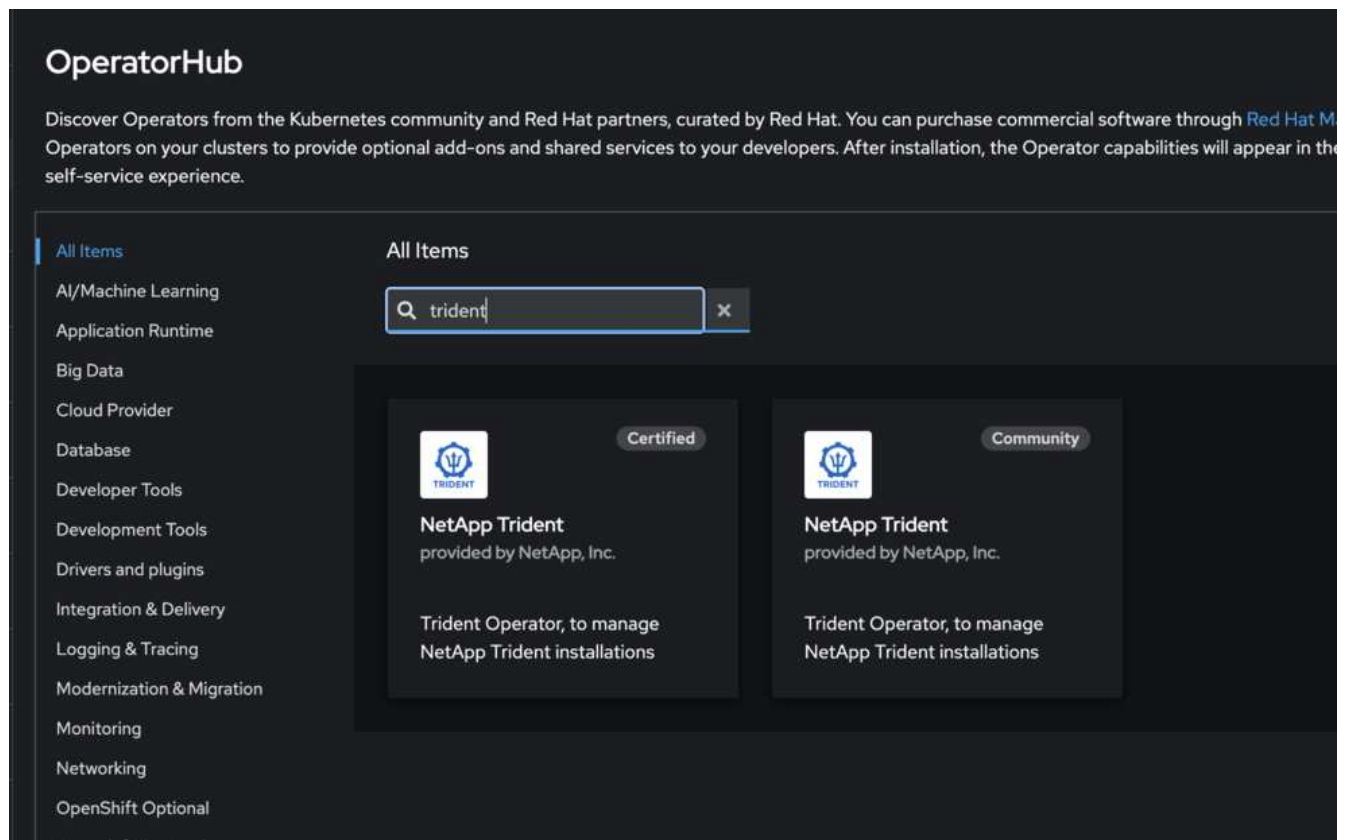 OperatorHub
Discover Operators from the Kubernetes community and Red Hat partners, curated by Red Hat. You can purchase commercial software through Red Hat
Operators on your clusters to provide optional add-ons and shared services to your developers. After installation, the Operator capabilities will appear in the
self-service experience.
All Items
AI/Machine Learning
Application Runtime
Big Data
Cloud Provider
Database
Developer Tools
Development Tools
Drivers and plugins
Integration & Delivery
Logging & Tracing
Modernization & Migration
Monitoring
Networking
OpenShift Optional
All Items
trident
Certified
TRIDENT
NetApp Trident
provided by NetApp, Inc.
Trident Operator, to manage
NetApp Trident installations
Community
TRIDENT
NetApp Trident
provided by NetApp, Inc.
Trident Operator, to manage
NetApp Trident installations